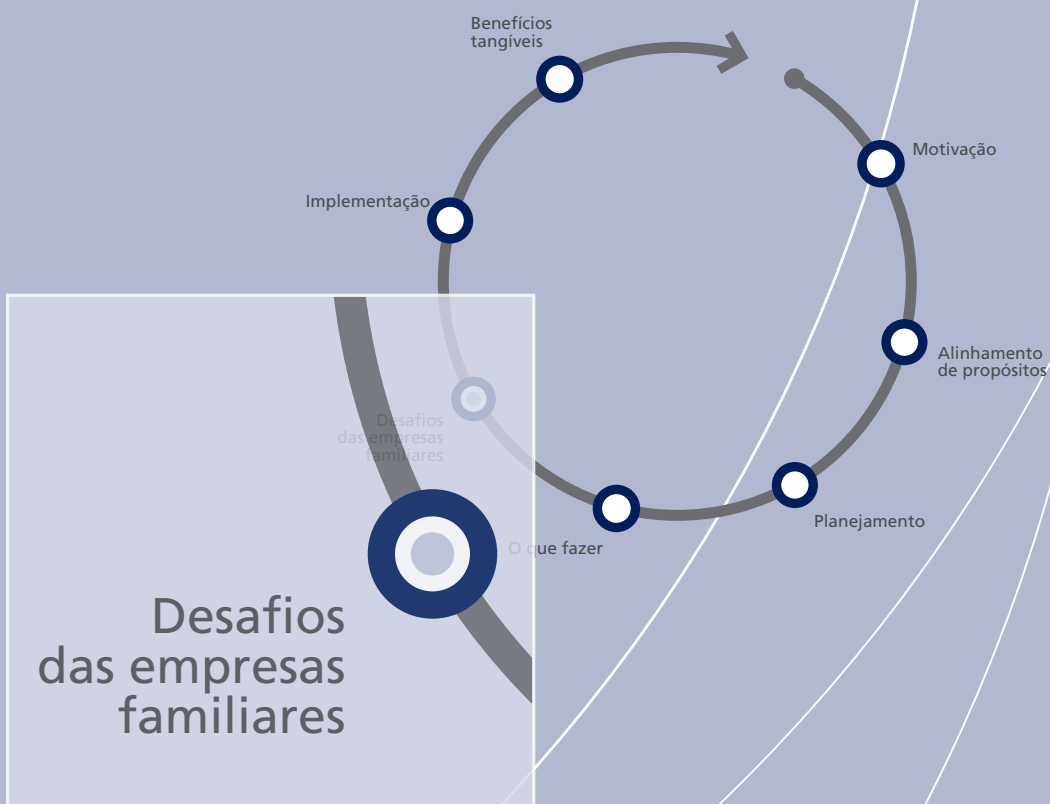 Benefícios
tangíveis
Motivação
Implementação
Alinhamento
de propósitos
Desafios
das empresas
familiares
Planejamento
O que fazer
Desafios
das empresas
familiares